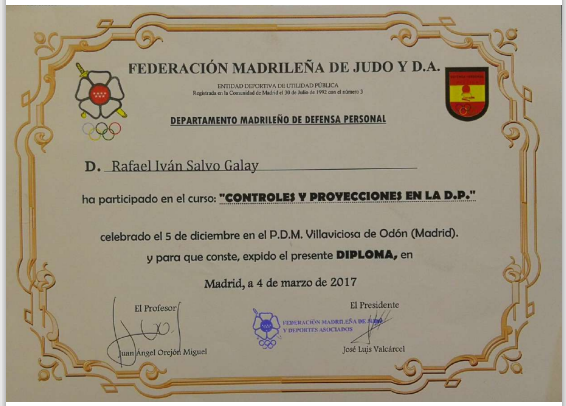 FEDERACIÓN MADRILEÑA DE JUDO Y D.A.
ENTIDAD DEPORTIVA DE UTILIDAD PÚBLICA
Registrada en la Comunidad de Madrid el 30 de Julio de 1992 con el número 2
DEPARTAMENTO MADRILEÑO DE DEFENSA PERSONAL
D. Rafael Iván Salvo Galay
ha participado en el curso: "CONTROLES Y PROYECCIONES EN LA D.P."
celebrado el 5 de diciembre en el P.D.M. Villaviciosa de Odón (Madrid).
y para que conste, expido el presente DIPLOMA, en
Madrid, a 4 de marzo de 2017
El Profesor
Juan Ángel Orejón Miguel
FEDERACIÓN MADRILEÑA DE JUDO
Y DEPORTES ASOCIADOS
El Presidente
José Luis Valcárcel